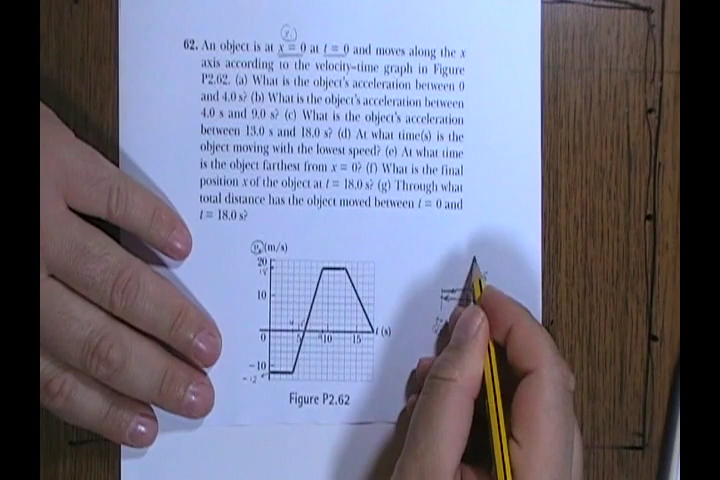 62. An object is at x = 0 at t = 0 and moves along the x
axis according to the velocity–time graph in Figure
P2.62. (a) What is the object's acceleration between 0
and 4.0 s? (b) What is the object's acceleration between
4.0 s and 9.0 s? (c) What is the object's acceleration
between 13.0 s and 18.0 s? (d) At what time(s) is the
object moving with the lowest speed? (e) At what time
is the object farthest from x = 0? (f) What is the final
position x of the object at t = 18.0 s? (g) Through what
total distance has the object moved between t = 0 and
t = 18.0 s?
(m/s)
20
10
t (s)
0 5 10 15
−10
-12
Figure P2.62